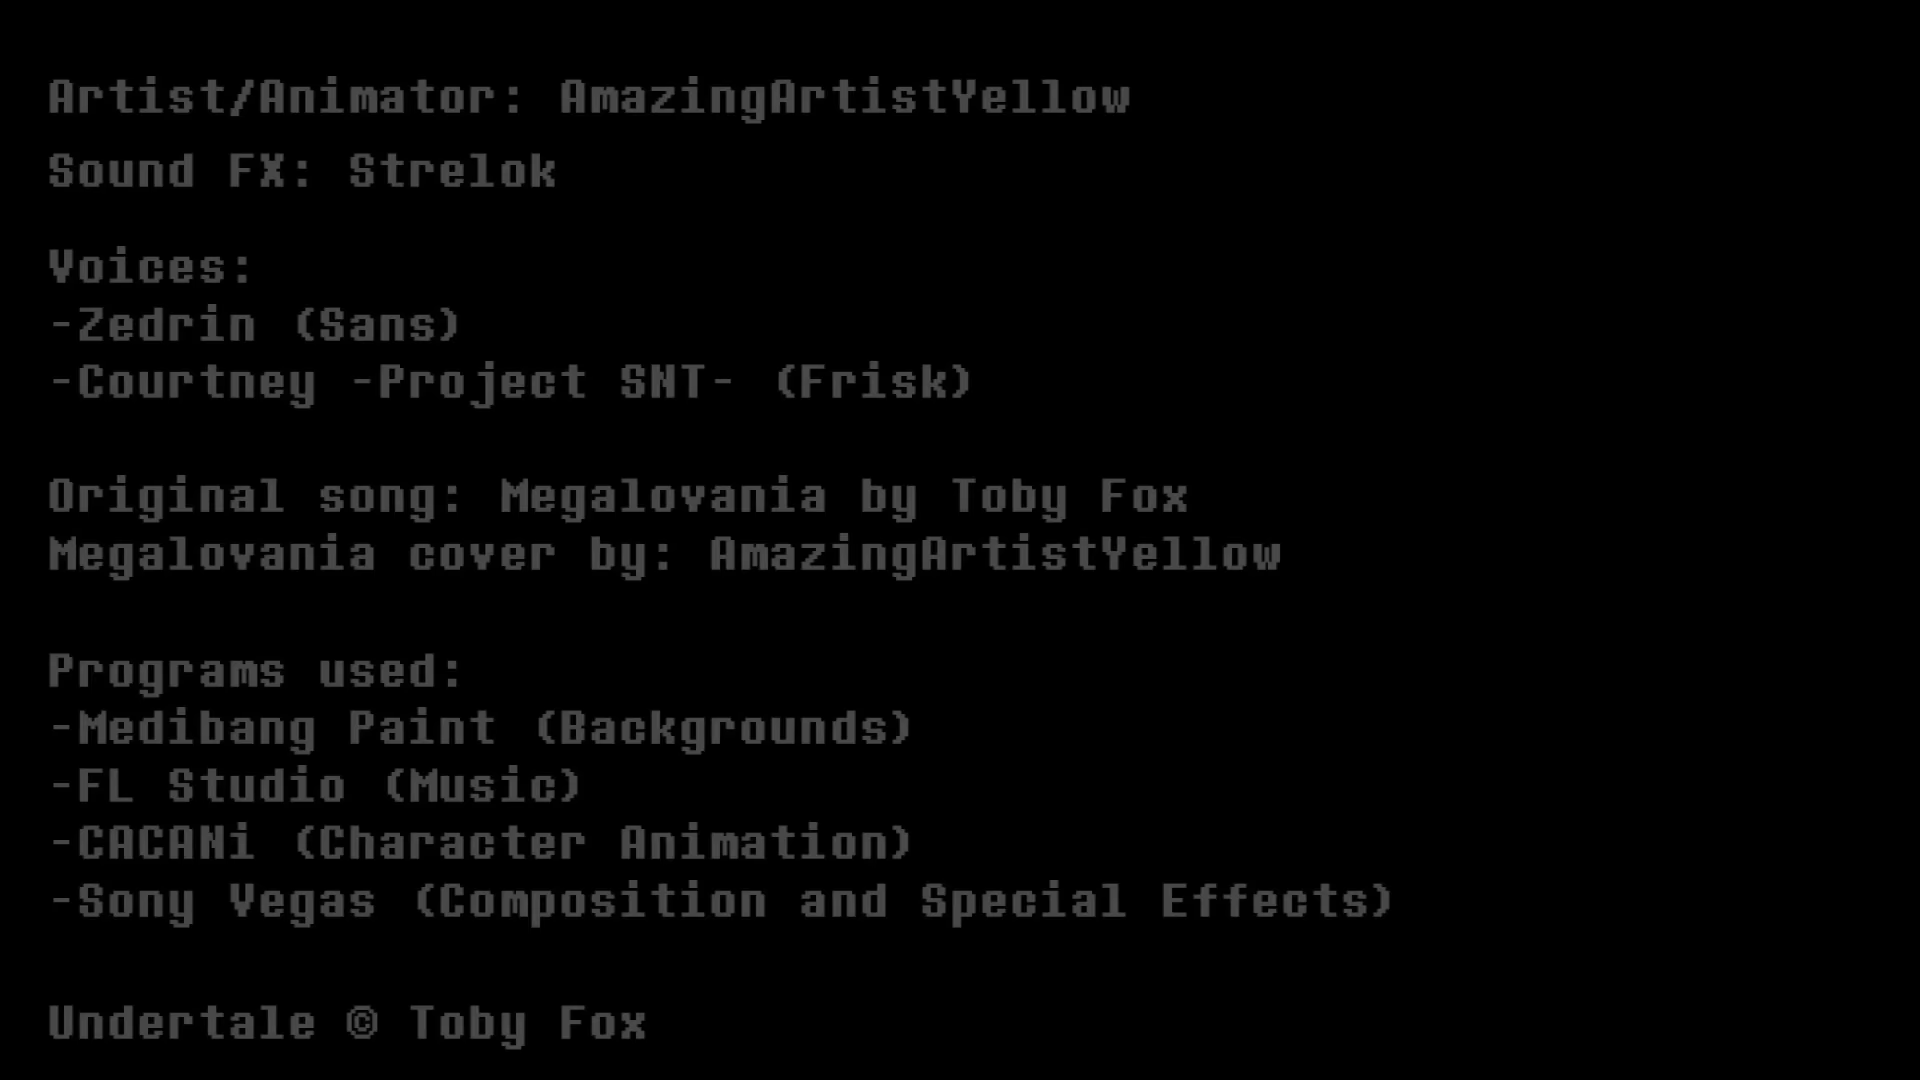 Artist/Animator: AmazingArtistYellow
Sound FX: Strelok
Voices:
-Zedrin (Sans)
-Courtney -Project SNT- (Frisk)
Original song: Megalovania by Toby Fox
Megalovania cover by: AmazingArtistYellow
Programs used:
-Medibang Paint (Backgrounds)
-FL Studio (Music)
-CACANi (Character Animation)
-Sony Vegas (Composition and Special Effects)
Undertale © Toby Fox